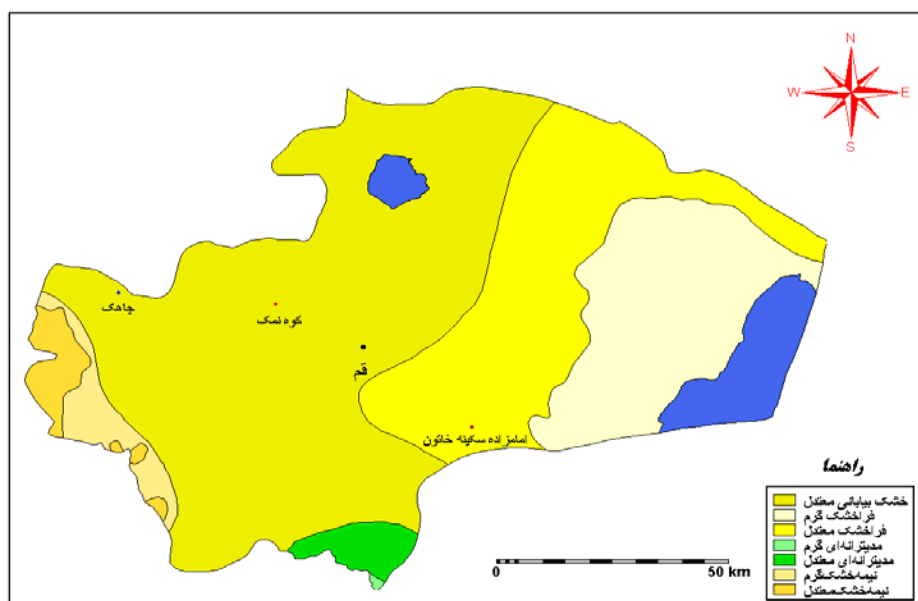 N
W E
S
چاهک
کوه نمک
قم
امامزاده سکینه خاتون
راهنما
خشک بیابانی معتدل
فراخشک گرم
فراخشک معتدل
مدیترانه‌ای گرم
مدیترانه‌ای معتدل
نیمه‌خشک‌گرم
نیمه‌خشک‌معتدل
0 50 km